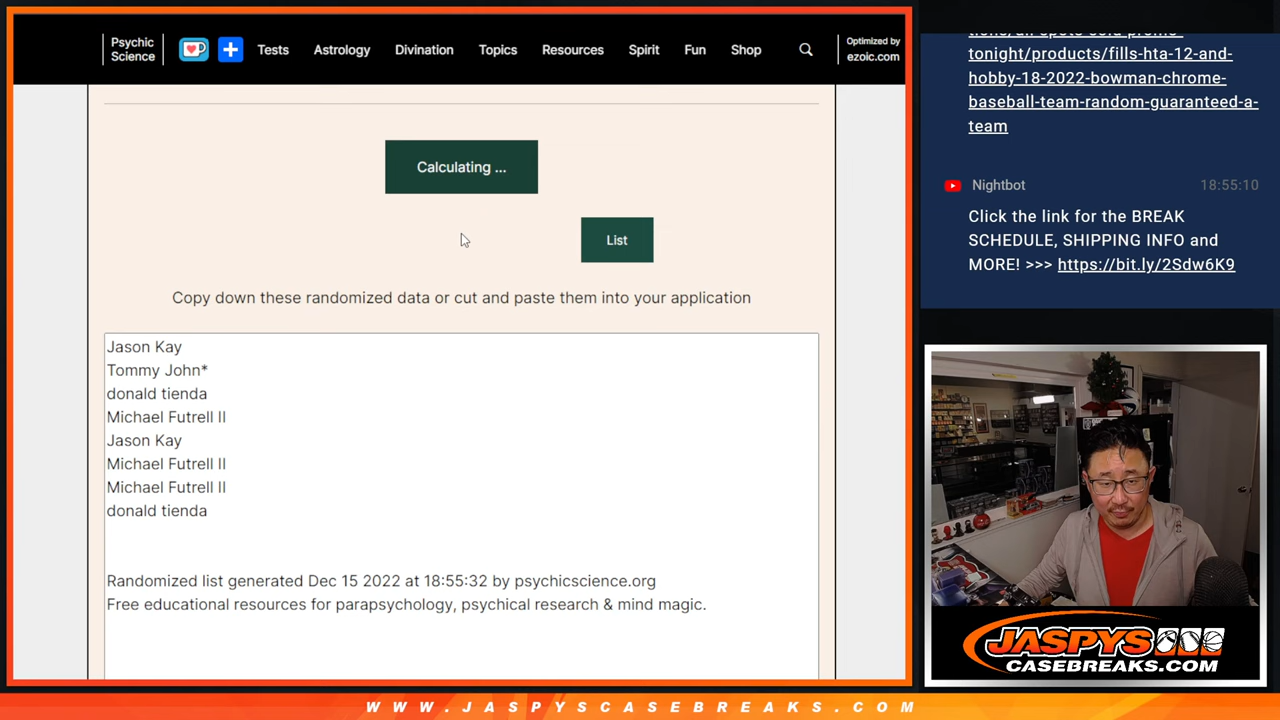 Psychic
Science
Tests
Astrology
Divination
Topics
Resources
Spirit
Fun
Shop
Optimized by
ezoic.com
Calculating ...
List
Copy down these randomized data or cut and paste them into your application
Jason Kay
Tommy John*
donald tienda
Michael Futrell II
Jason Kay
Michael Futrell II
Michael Futrell II
donald tienda
Randomized list generated Dec 15 2022 at 18:55:32 by psychicscience.org
Free educational resources for parapsychology, psychical research & mind magic.
tonight/products/fills-hta-12-and-
hobby-18-2022-bowman-chrome-
baseball-team-random-guaranteed-a-
team
Nightbot
18:55:10
Click the link for the BREAK
SCHEDULE, SHIPPING INFO and
MORE! >>> https://bit.ly/2Sdw6K9
JASPYS
CASEBREAKS.COM
WWW.JASPYSCASEBREAKS.COM